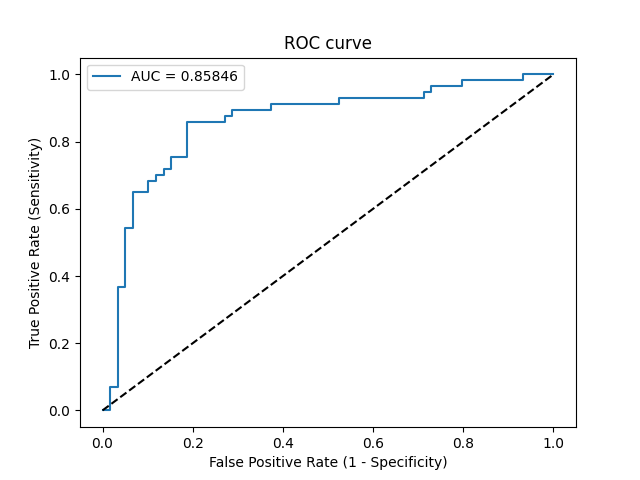 ROC curve
AUC = 0.85846
True Positive Rate (Sensitivity)
1.0
0.8
0.6
0.4
0.2
0.0
0.0 0.2 0.4 0.6 0.8 1.0
False Positive Rate (1 - Specificity)